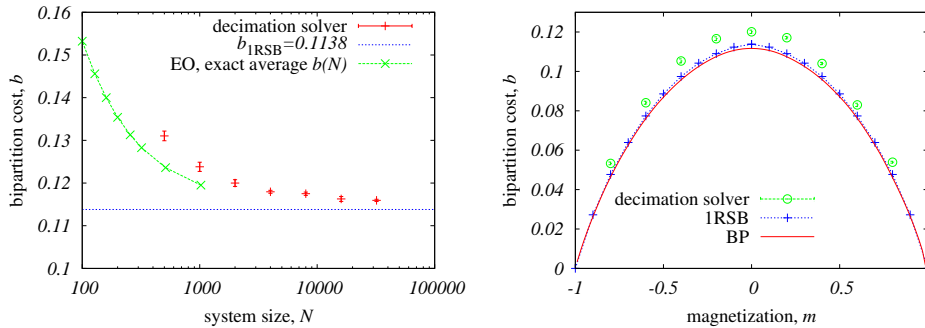 bipartition cost, b
0.16
0.15
0.14
0.13
0.12
0.11
0.1
100
1000
10000
100000
system size, N
decimation solver
b1RSB=0.1138
EO, exact average b(N)
bipartition cost, b
0.12
0.1
0.08
0.06
0.04
0.02
0
-1
-0.5
0
0.5
1
magnetization, m
decimation solver
1RSB
BP